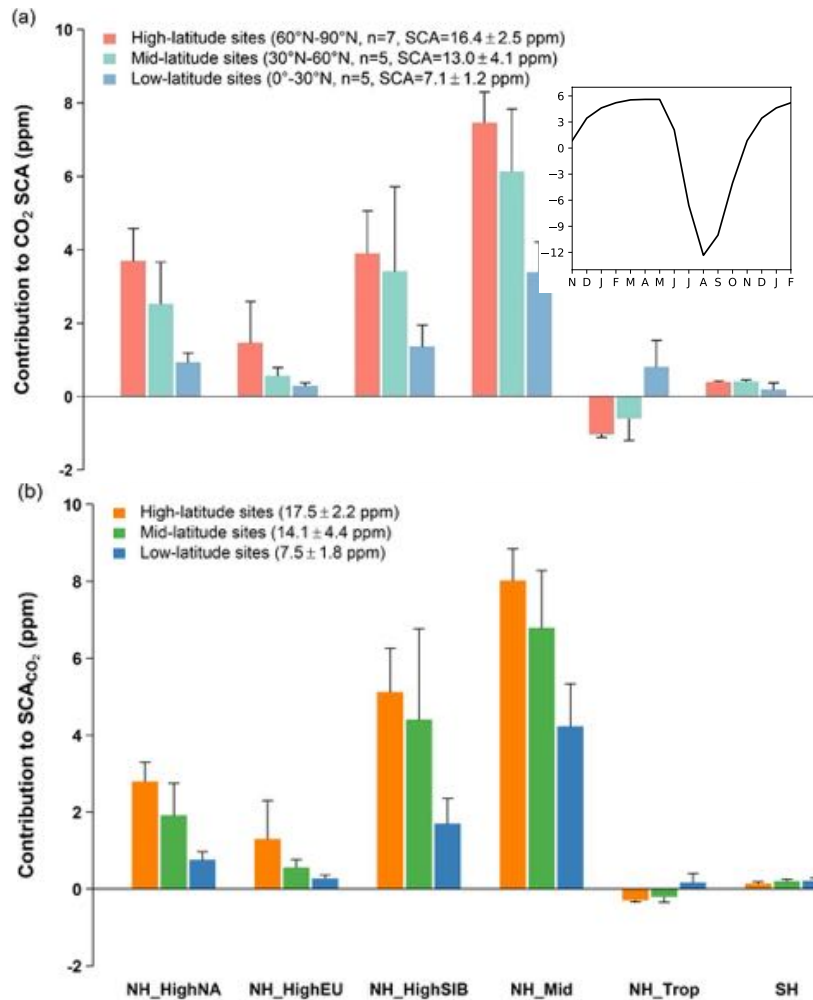 (a)
10
8
6
4
2
0
-2
Contribution to CO₂ SCA (ppm)
High-latitude sites (60°N-90°N, n=7, SCA=16.4±2.5 ppm)
Mid-latitude sites (30°N-60°N, n=5, SCA=13.0±4.1 ppm)
Low-latitude sites (0°-30°N, n=5, SCA=7.1±1.2 ppm)
6
3
0
−3
−6
−9
−12
N D J F M A M J J A S O N D J F
(b)
10
8
6
4
2
0
-2
Contribution to SCA_CO₂ (ppm)
High-latitude sites (17.5±2.2 ppm)
Mid-latitude sites (14.1±4.4 ppm)
Low-latitude sites (7.5±1.8 ppm)
NH_HighNA NH_HighEU NH_HighSIB NH_Mid NH_Trop SH